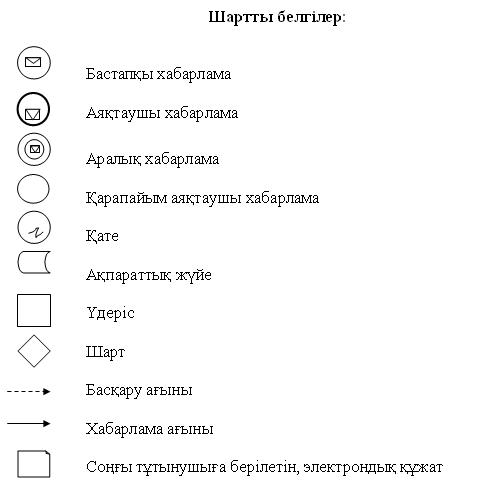 Шартты белгілер:
Бастапқы хабарлама
Аяқтаушы хабарлама
Аралық хабарлама
Қарапайым аяқтаушы хабарлама
Қате
Ақпараттық жүйе
Үдеріс
Шарт
Басқару ағыны
Хабарлама ағыны
Соңғы тұтынушыға берілетін, электрондық құжат